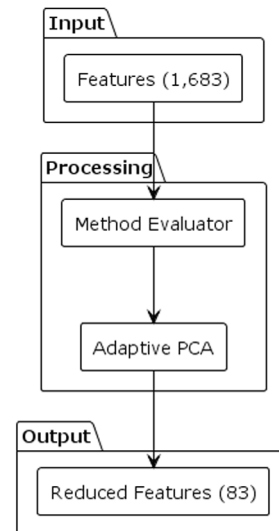 Input
Features (1,683)
Processing
Method Evaluator
Adaptive PCA
Output
Reduced Features (83)